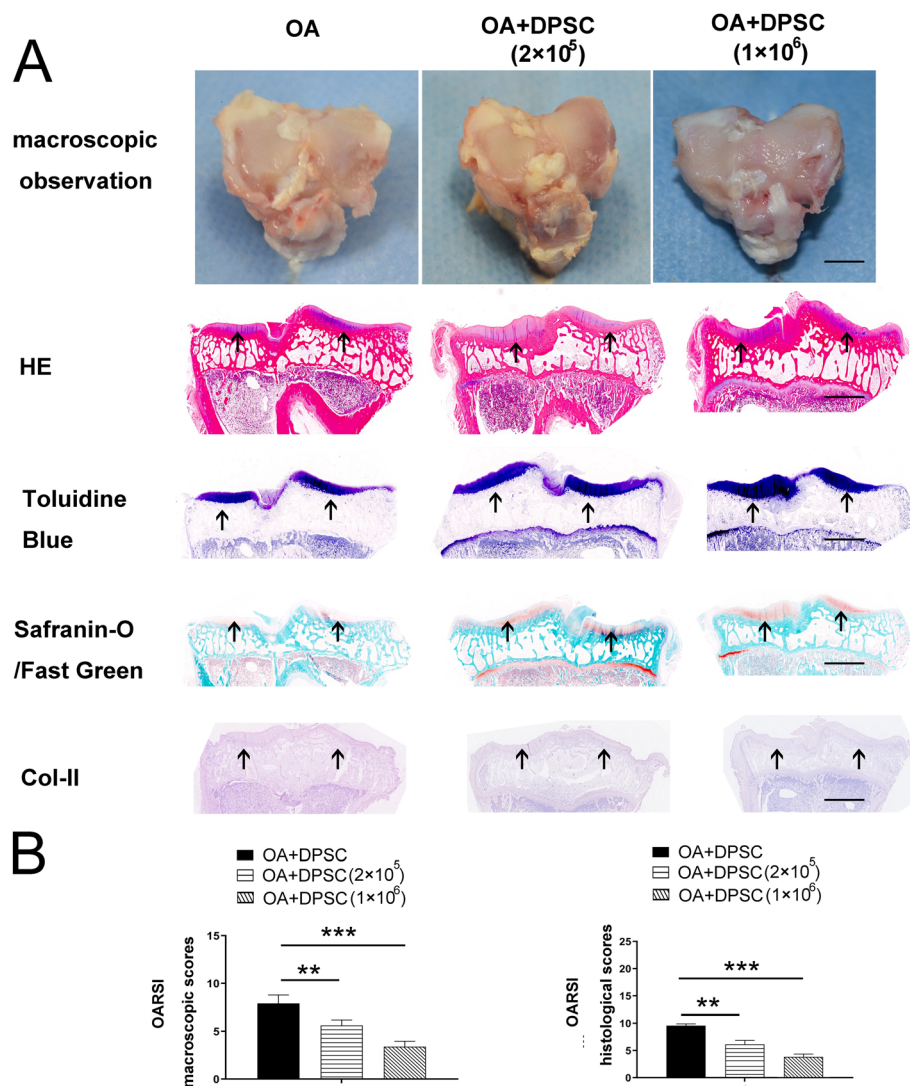 A
OA
OA+DPSC
(2×10⁵)
OA+DPSC
(1×10⁶)
macroscopic
observation
HE
Toluidine
Blue
Safranin-O
/Fast Green
Col-II
B
OA+DPSC
OA+DPSC(2×10⁵)
OA+DPSC(1×10⁶)
OARSI
macroscopic scores
15
10
5
0
**
***
OA+DPSC
OA+DPSC(2×10⁵)
OA+DPSC(1×10⁶)
OARSI
histological scores
25
20
15
10
5
0
**
***